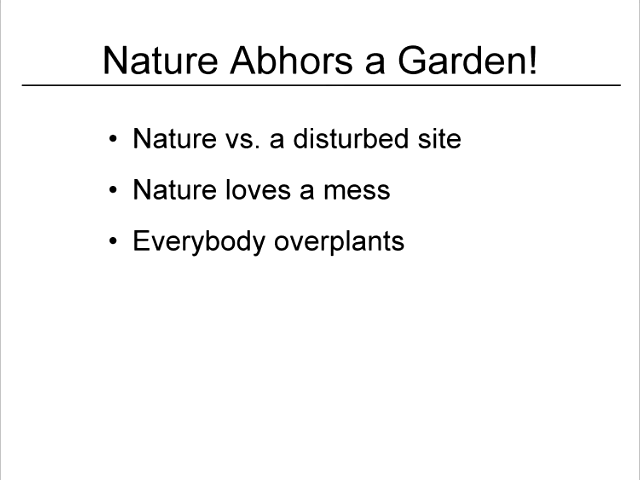 Nature Abhors a Garden!
• Nature vs. a disturbed site
• Nature loves a mess
• Everybody overplants